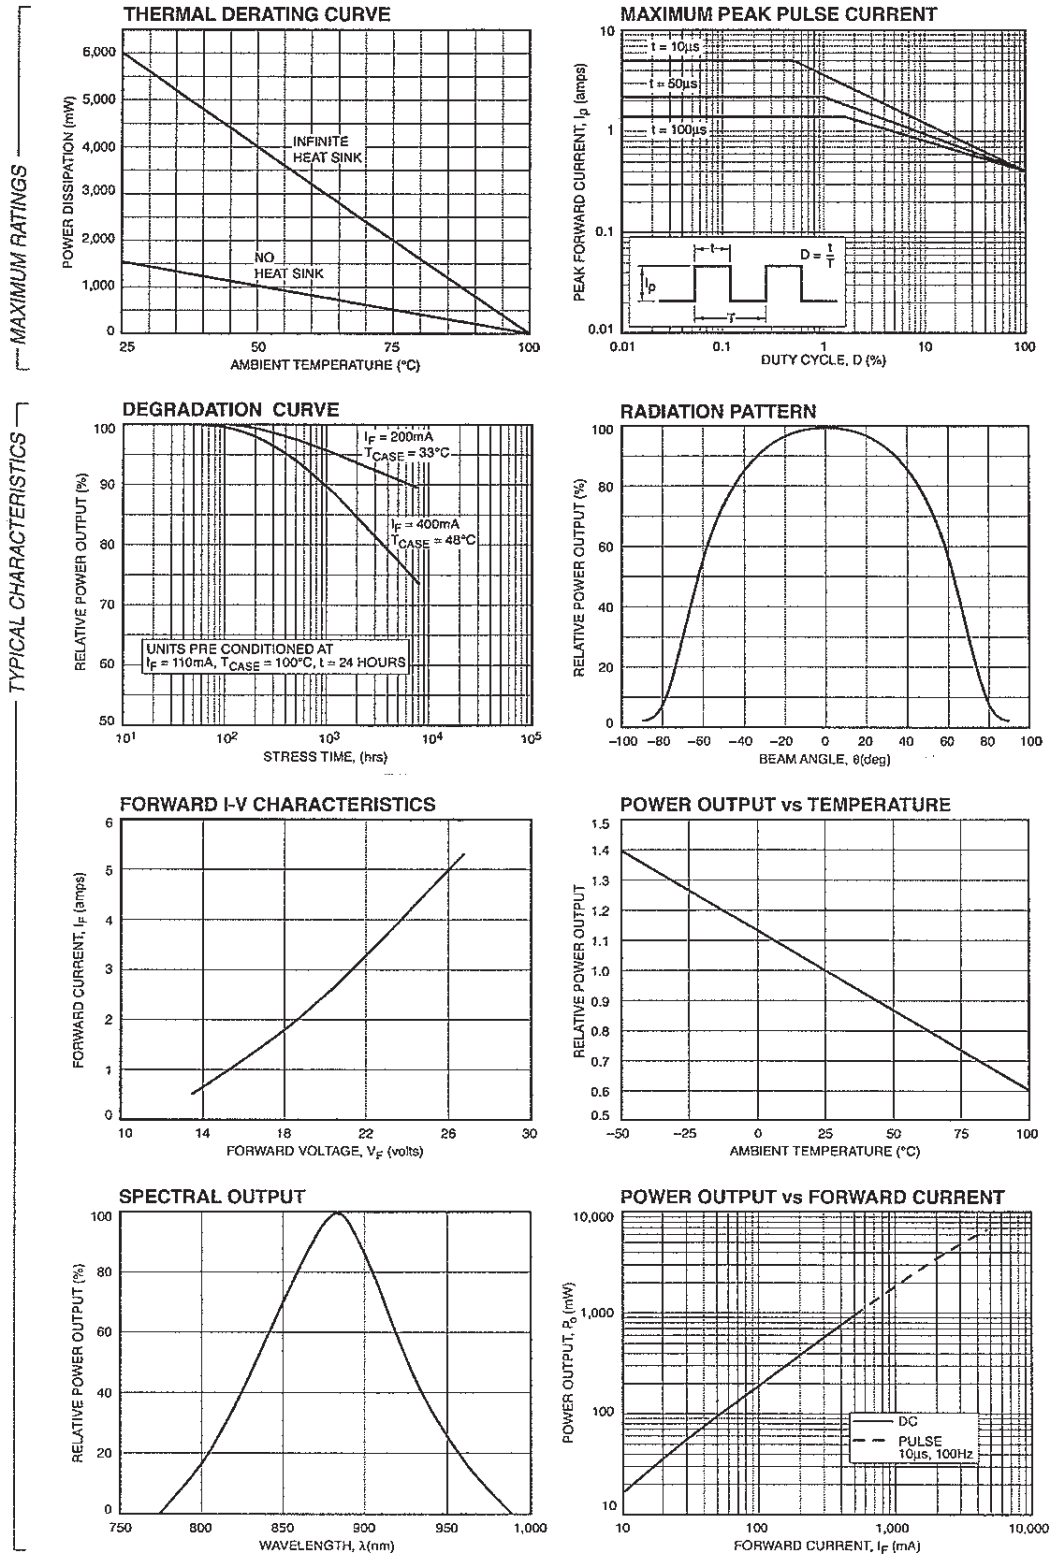 MAXIMUM RATINGS
THERMAL DERATING CURVE
POWER DISSIPATION (mW)
6,000
5,000
4,000
3,000
2,000
1,000
0
INFINITE
HEAT SINK
NO
HEAT SINK
25 50 75 100
AMBIENT TEMPERATURE (°C)
MAXIMUM PEAK PULSE CURRENT
PEAK FORWARD CURRENT, Ip (amps)
10
1
0.1
0.01
t = 10µs
t = 50µs
t = 100µs
t
D = t/T
Ip
T
0.01 0.1 1 10 100
DUTY CYCLE, D (%)
TYPICAL CHARACTERISTICS
DEGRADATION CURVE
RELATIVE POWER OUTPUT (%)
100
90
80
70
60
50
IF = 200mA
TCASE = 33°C
IF = 400mA
TCASE = 48°C
UNITS PRE CONDITIONED AT
IF = 110mA, TCASE = 100°C, t = 24 HOURS
10¹ 10² 10³ 10⁴ 10⁵
STRESS TIME, (hrs)
RADIATION PATTERN
RELATIVE POWER OUTPUT (%)
100
80
60
40
20
0
–100 –80 –60 –40 –20 0 20 40 60 80 100
BEAM ANGLE, θ(deg)
FORWARD I-V CHARACTERISTICS
FORWARD CURRENT, IF (amps)
6
5
4
3
2
1
0
10 14 18 22 26 30
FORWARD VOLTAGE, VF (volts)
POWER OUTPUT vs TEMPERATURE
RELATIVE POWER OUTPUT
1.5
1.4
1.3
1.2
1.1
1.0
0.9
0.8
0.7
0.6
0.5
–50 –25 0 25 50 75 100
AMBIENT TEMPERATURE (°C)
SPECTRAL OUTPUT
RELATIVE POWER OUTPUT (%)
100
80
60
40
20
0
750 800 850 900 950 1,000
WAVELENGTH, λ(nm)
POWER OUTPUT vs FORWARD CURRENT
POWER OUTPUT, Po (mW)
10,000
1,000
100
10
DC
PULSE
10µs, 100Hz
10 100 1,000 10,000
FORWARD CURRENT, IF (mA)